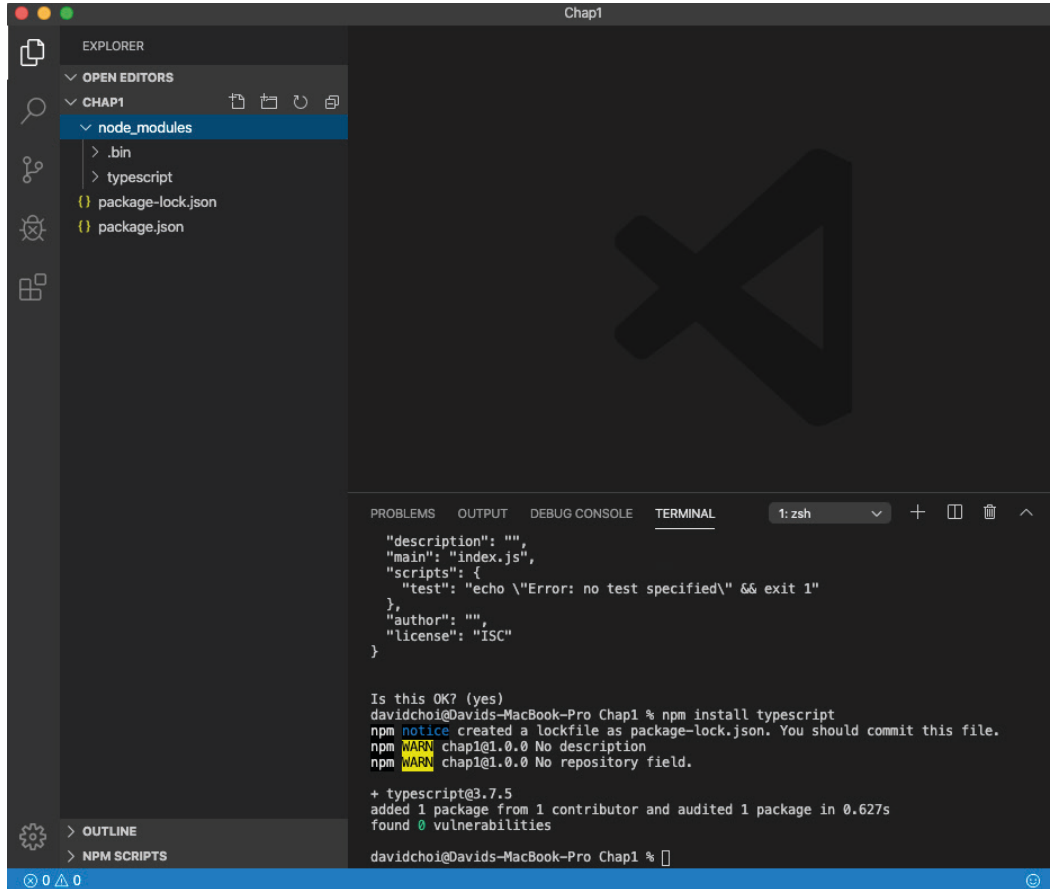 Chap1
EXPLORER
OPEN EDITORS
CHAP1
node_modules
.bin
typescript
{} package-lock.json
{} package.json
OUTLINE
NPM SCRIPTS
PROBLEMS OUTPUT DEBUG CONSOLE TERMINAL 1: zsh
"description": "",
"main": "index.js",
"scripts": {
"test": "echo \"Error: no test specified\" && exit 1"
},
"author": "",
"license": "ISC"
}
Is this OK? (yes)
davidchoi@Davids-MacBook-Pro Chap1 % npm install typescript
npm notice created a lockfile as package-lock.json. You should commit this file.
npm WARN chap1@1.0.0 No description
npm WARN chap1@1.0.0 No repository field.
+ typescript@3.7.5
added 1 package from 1 contributor and audited 1 package in 0.627s
found 0 vulnerabilities
davidchoi@Davids-MacBook-Pro Chap1 %
0 0